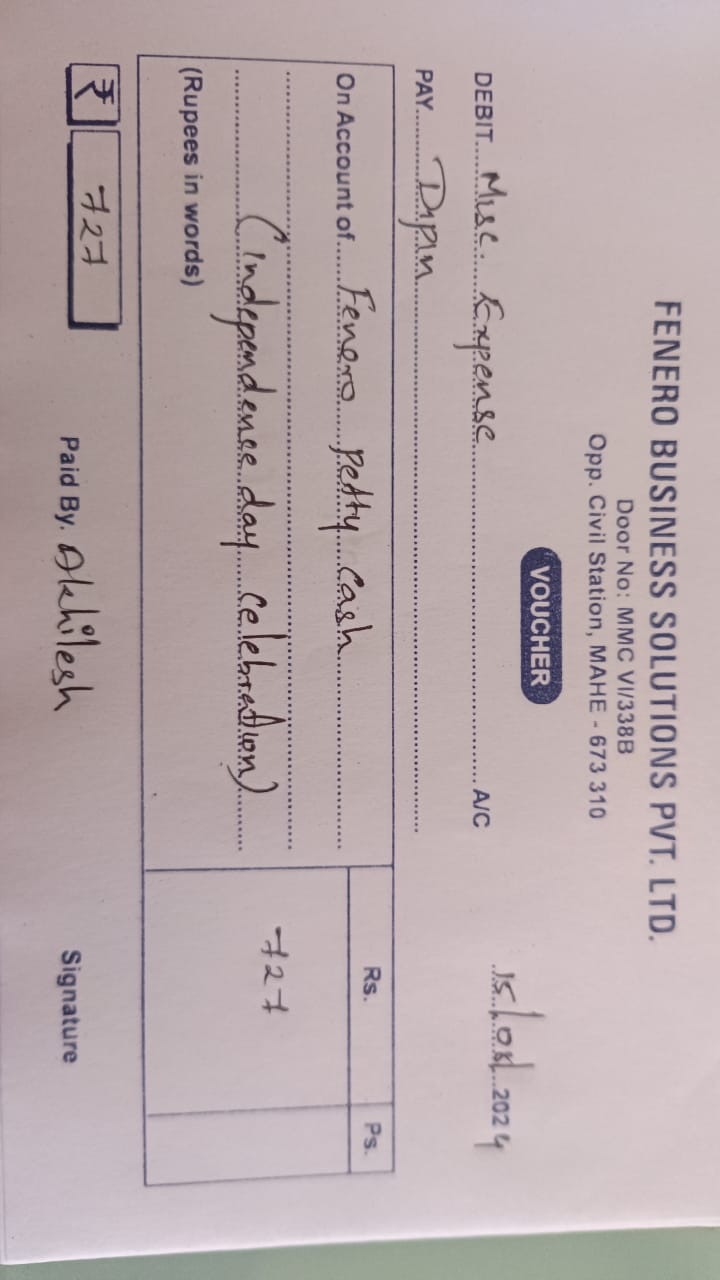 FENERO BUSINESS SOLUTIONS PVT. LTD.
Door No: MMC VI/338B
Opp. Civil Station, MAHE - 673 310
VOUCHER
15/08/2024
DEBIT Misc. Expense A/C
PAY Dipin
Rs. Ps.
On Account of Fenero petty cash
727
(independence day celebration)
(Rupees in words)
₹ 727
Paid By. Akhilesh Signature